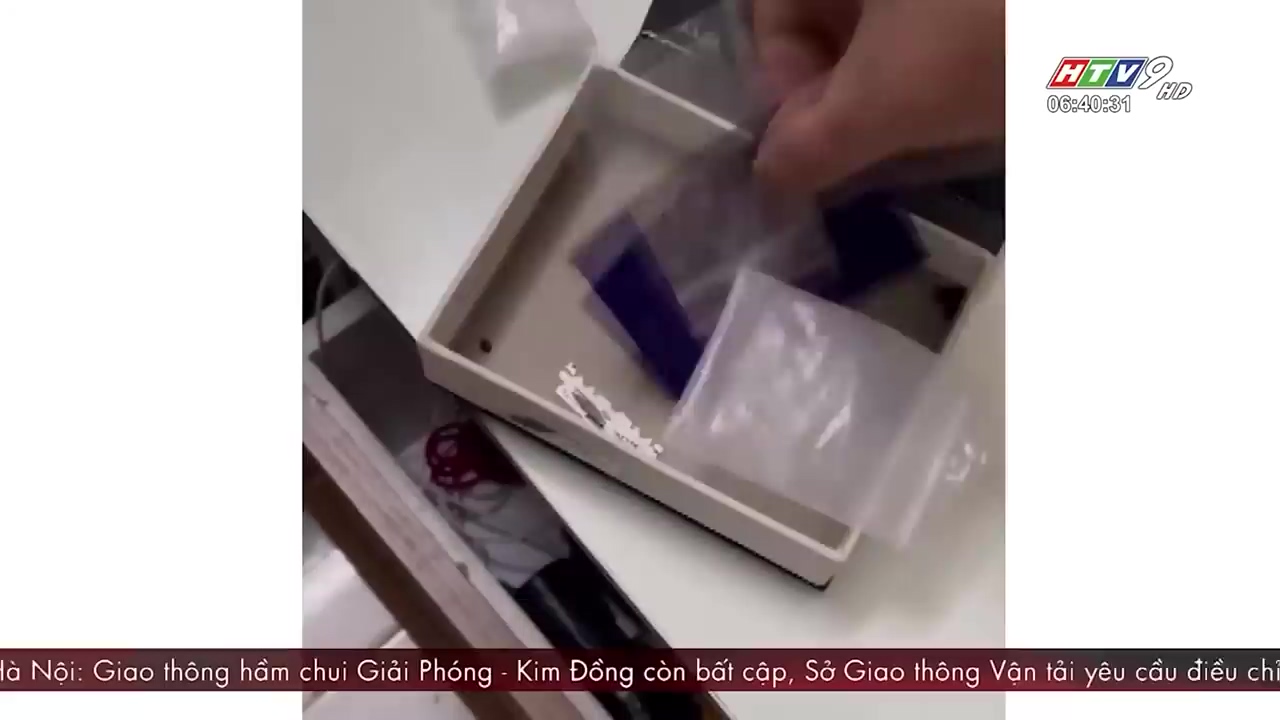 HTV9 HD
06:40:31
Hà Nội: Giao thông hầm chui Giải Phóng - Kim Đồng còn bất cập, Sở Giao thông Vận tải yêu cầu điều chỉ